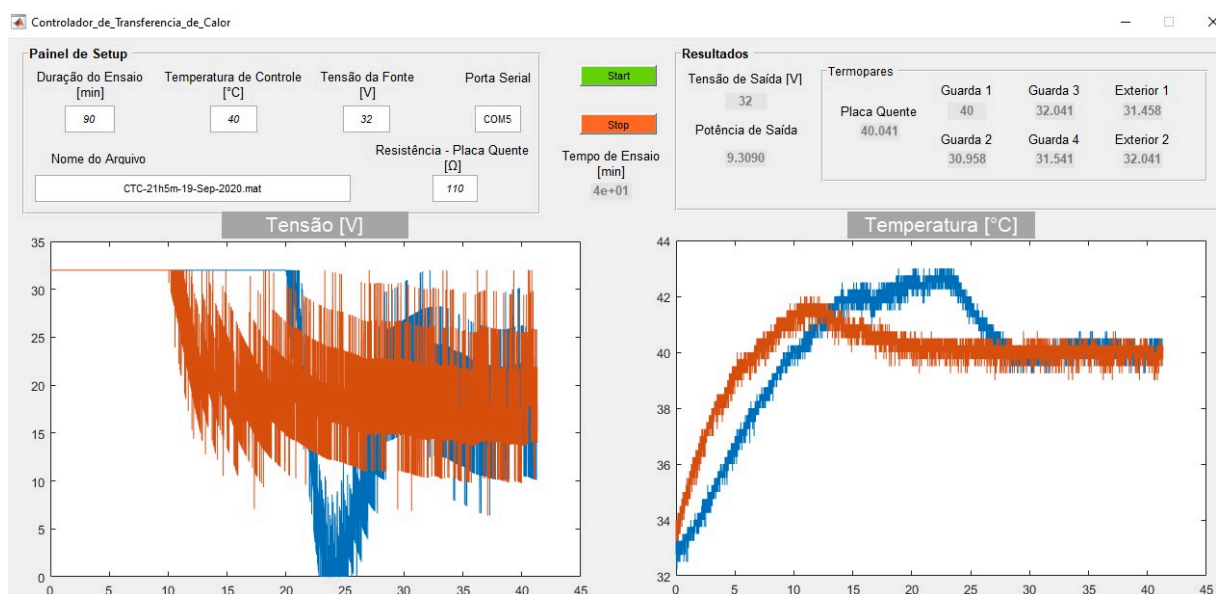 Controlador_de_Transferencia_de_Calor
Painel de Setup
Duração do Ensaio
[min]
Temperatura de Controle
[°C]
Tensão da Fonte
[V]
Porta Serial
90
40
32
COM5
Nome do Arquivo
Resistência - Placa Quente
[Ω]
CTC-21h5m-19-Sep-2020.mat
110
Start
Stop
Tempo de Ensaio
[min]
4e+01
Resultados
Tensão de Saída [V]
32
Potência de Saída
9.3090
Termopares
Placa Quente
40.041
Guarda 1
Guarda 3
Exterior 1
40
32.041
31.458
Guarda 2
Guarda 4
Exterior 2
30.958
31.541
32.041
Tensão [V]
35
30
25
20
15
10
5
0
0 5 10 15 20 25 30 35 40 45
Temperatura [°C]
44
42
40
38
36
34
32
0 5 10 15 20 25 30 35 40 45